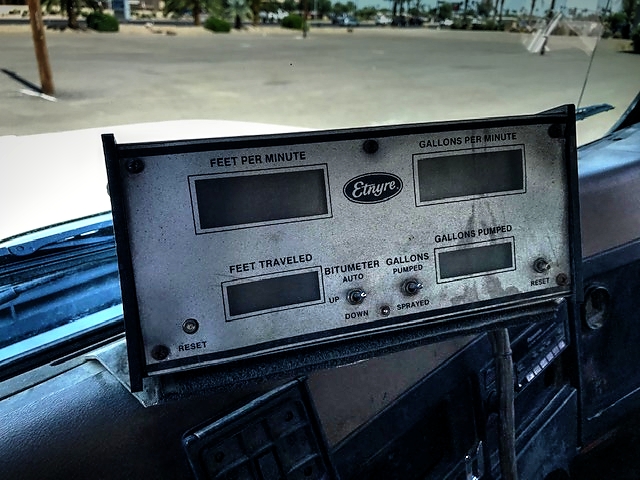 FEET PER MINUTE
Etnyre
GALLONS PER MINUTE
FEET TRAVELED
BITUMETER
AUTO
UP
DOWN
GALLONS
PUMPED
SPRAYED
GALLONS PUMPED
RESET
RESET